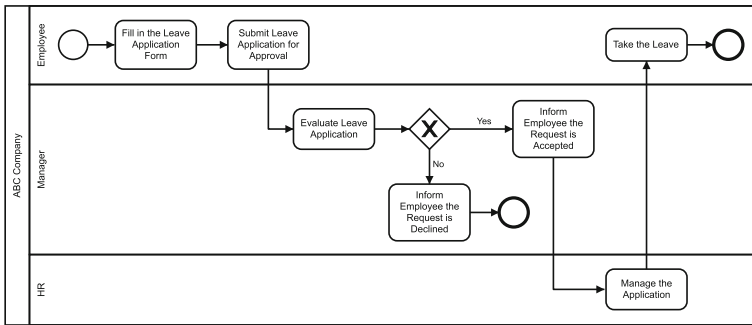 ABC Company
Employee
Fill in the Leave
Application
Form
Submit Leave
Application for
Approval
Take the Leave
Manager
Evaluate Leave
Application
X
Yes
Inform
Employee the
Request is
Accepted
No
Inform
Employee the
Request is
Declined
HR
Manage the
Application